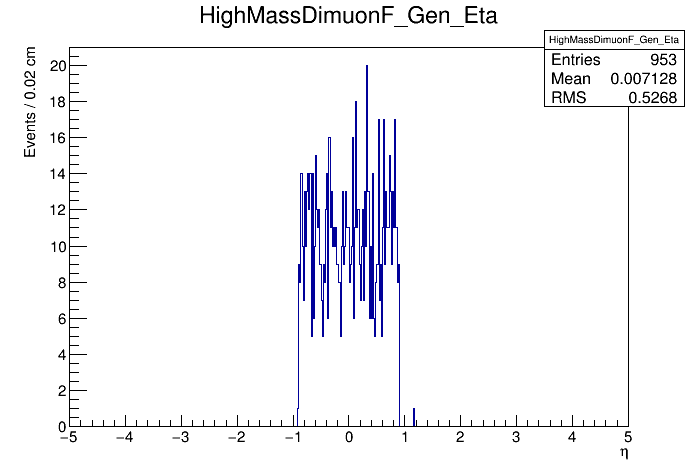 HighMassDimuonF_Gen_Eta
HighMassDimuonF_Gen_Eta
Entries 953
Mean 0.007128
RMS 0.5268
Events / 0.02 cm
20
18
16
14
12
10
8
6
4
2
0
−5 −4 −3 −2 −1 0 1 2 3 4 5
η